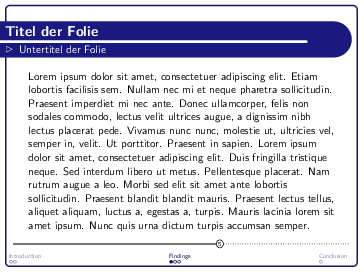 Titel der Folie
▷ Untertitel der Folie
Lorem ipsum dolor sit amet, consectetuer adipiscing elit. Etiam
lobortis facilisis sem. Nullam nec mi et neque pharetra sollicitudin.
Praesent imperdiet mi nec ante. Donec ullamcorper, felis non
sodales commodo, lectus velit ultrices augue, a dignissim nibh
lectus placerat pede. Vivamus nunc nunc, molestie ut, ultricies vel,
semper in, velit. Ut porttitor. Praesent in sapien. Lorem ipsum
dolor sit amet, consectetuer adipiscing elit. Duis fringilla tristique
neque. Sed interdum libero ut metus. Pellentesque placerat. Nam
rutrum augue a leo. Morbi sed elit sit amet ante lobortis
sollicitudin. Praesent blandit blandit mauris. Praesent lectus tellus,
aliquet aliquam, luctus a, egestas a, turpis. Mauris lacinia lorem sit
amet ipsum. Nunc quis urna dictum turpis accumsan semper.
5
Introduction Findings Conclusion